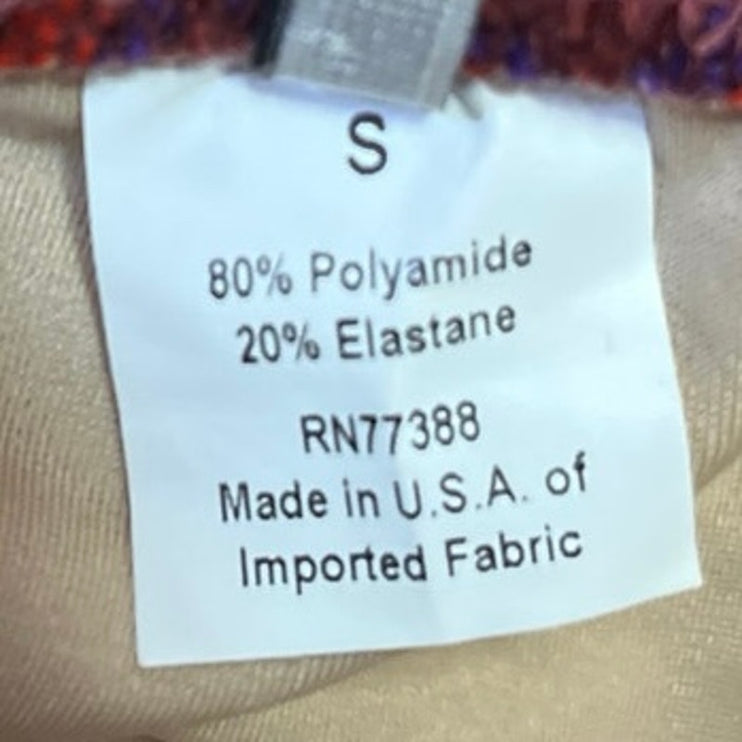 S
80% Polyamide
20% Elastane
RN77388
Made in U.S.A. of
Imported Fabric